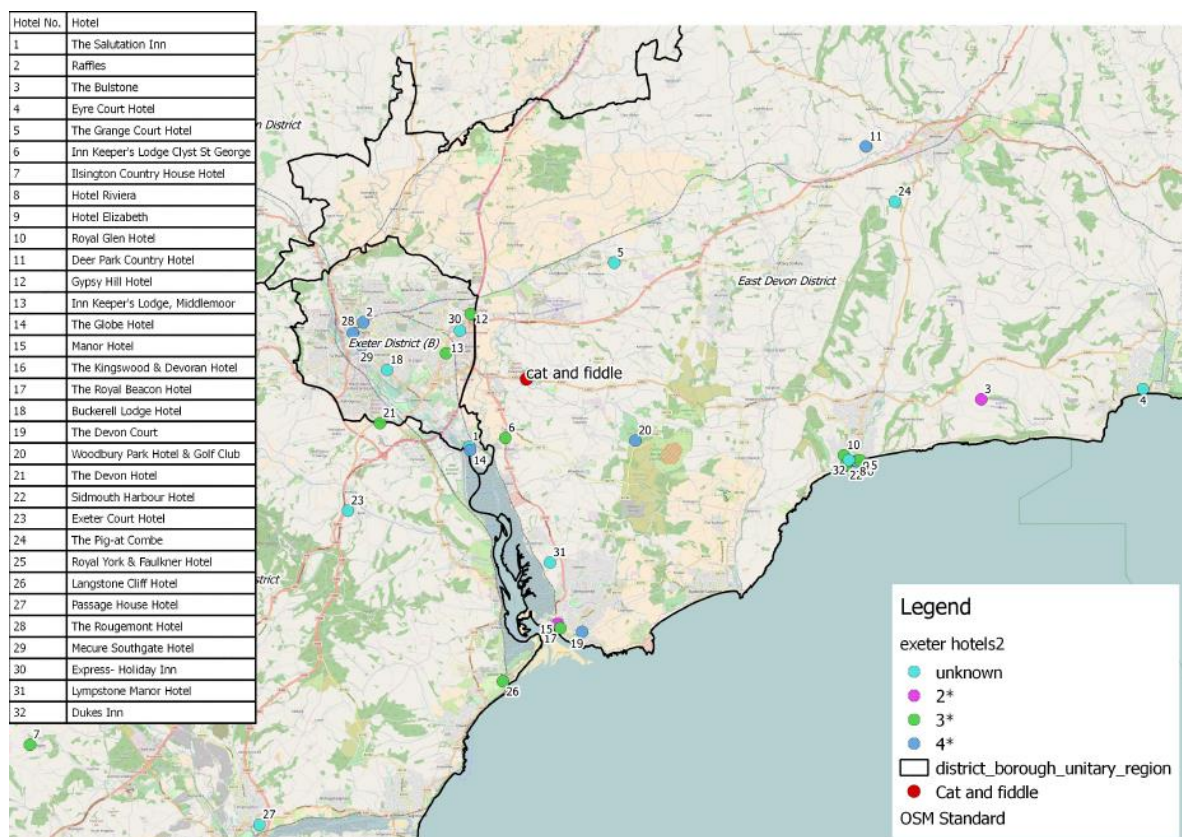 Hotel No. Hotel
1 The Salutation Inn
2 Raffles
3 The Bulstone
4 Eyre Court Hotel
5 The Grange Court Hotel
6 Inn Keeper's Lodge Clyst St George
7 Ilsington Country House Hotel
8 Hotel Riviera
9 Hotel Elizabeth
10 Royal Glen Hotel
11 Deer Park Country Hotel
12 Gypsy Hill Hotel
13 Inn Keeper's Lodge, Middlemoor
14 The Globe Hotel
15 Manor Hotel
16 The Kingswood & Devoran Hotel
17 The Royal Beacon Hotel
18 Buckerell Lodge Hotel
19 The Devon Court
20 Woodbury Park Hotel & Golf Club
21 The Devon Hotel
22 Sidmouth Harbour Hotel
23 Exeter Court Hotel
24 The Pig-at Combe
25 Royal York & Faulkner Hotel
26 Langstone Cliff Hotel
27 Passage House Hotel
28 The Rougemont Hotel
29 Mecure Southgate Hotel
30 Express- Holiday Inn
31 Lympstone Manor Hotel
32 Dukes Inn
n District
11
24
5
East Devon District
2
28
30
12
Exeter District (B)
29
18
13
cat and fiddle
3
4
21
6
20
1
14
10
32
22
8
23
31
15
17
19
26
7
27
strict
Legend
exeter hotels2
unknown
2*
3*
4*
district_borough_unitary_region
Cat and fiddle
OSM Standard